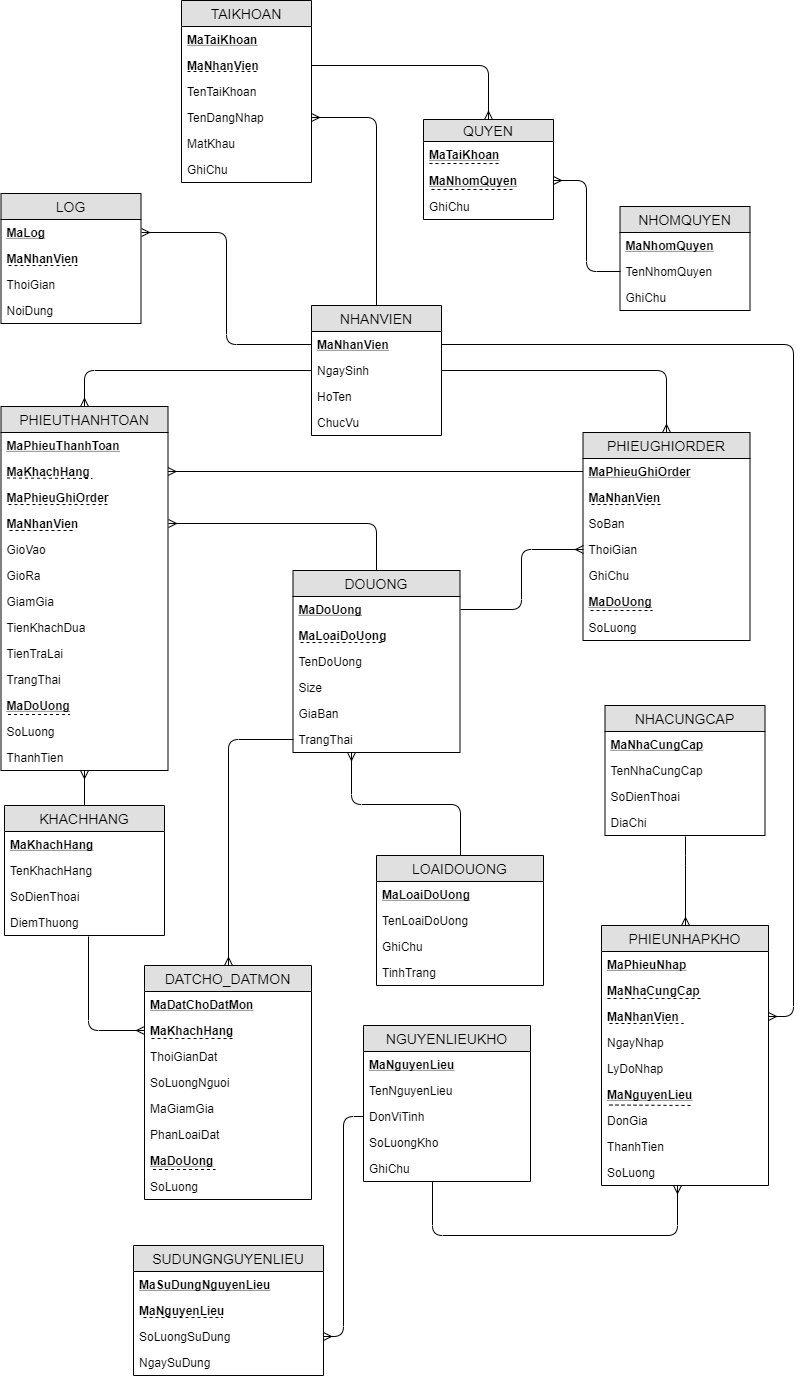 TAIKHOAN
MaTaiKhoan
MaNhanVien
TenTaiKhoan
TenDangNhap
MatKhau
GhiChu
QUYEN
MaTaiKhoan
MaNhomQuyen
GhiChu
LOG
MaLog
MaNhanVien
ThoiGian
NoiDung
NHOMQUYEN
MaNhomQuyen
TenNhomQuyen
GhiChu
NHANVIEN
MaNhanVien
NgaySinh
HoTen
ChucVu
PHIEUTHANHTOAN
MaPhieuThanhToan
MaKhachHang
MaPhieuGhiOrder
MaNhanVien
GioVao
GioRa
GiamGia
TienKhachDua
TienTraLai
TrangThai
MaDoUong
SoLuong
ThanhTien
PHIEUGHIORDER
MaPhieuGhiOrder
MaNhanVien
SoBan
ThoiGian
GhiChu
MaDoUong
SoLuong
DOUONG
MaDoUong
MaLoaiDoUong
TenDoUong
Size
GiaBan
TrangThai
NHACUNGCAP
MaNhaCungCap
TenNhaCungCap
SoDienThoai
DiaChi
KHACHHANG
MaKhachHang
TenKhachHang
SoDienThoai
DiemThuong
LOAIDOUONG
MaLoaiDoUong
TenLoaiDoUong
GhiChu
TinhTrang
PHIEUNHAPKHO
MaPhieuNhap
MaNhaCungCap
MaNhanVien
NgayNhap
LyDoNhap
MaNguyenLieu
DonGia
ThanhTien
SoLuong
DATCHO_DATMON
MaDatChoDatMon
MaKhachHang
ThoiGianDat
SoLuongNguoi
MaGiamGia
PhanLoaiDat
MaDoUong
SoLuong
NGUYENLIEUKHO
MaNguyenLieu
TenNguyenLieu
DonViTinh
SoLuongKho
GhiChu
SUDUNGNGUYENLIEU
MaSuDungNguyenLieu
MaNguyenLieu
SoLuongSuDung
NgaySuDung